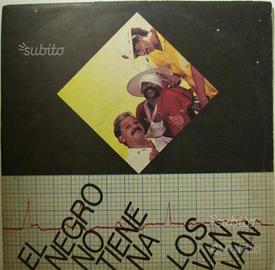 subito
EL
NEGRO
NO
TIENE
NA
LOS
VAN
VAN